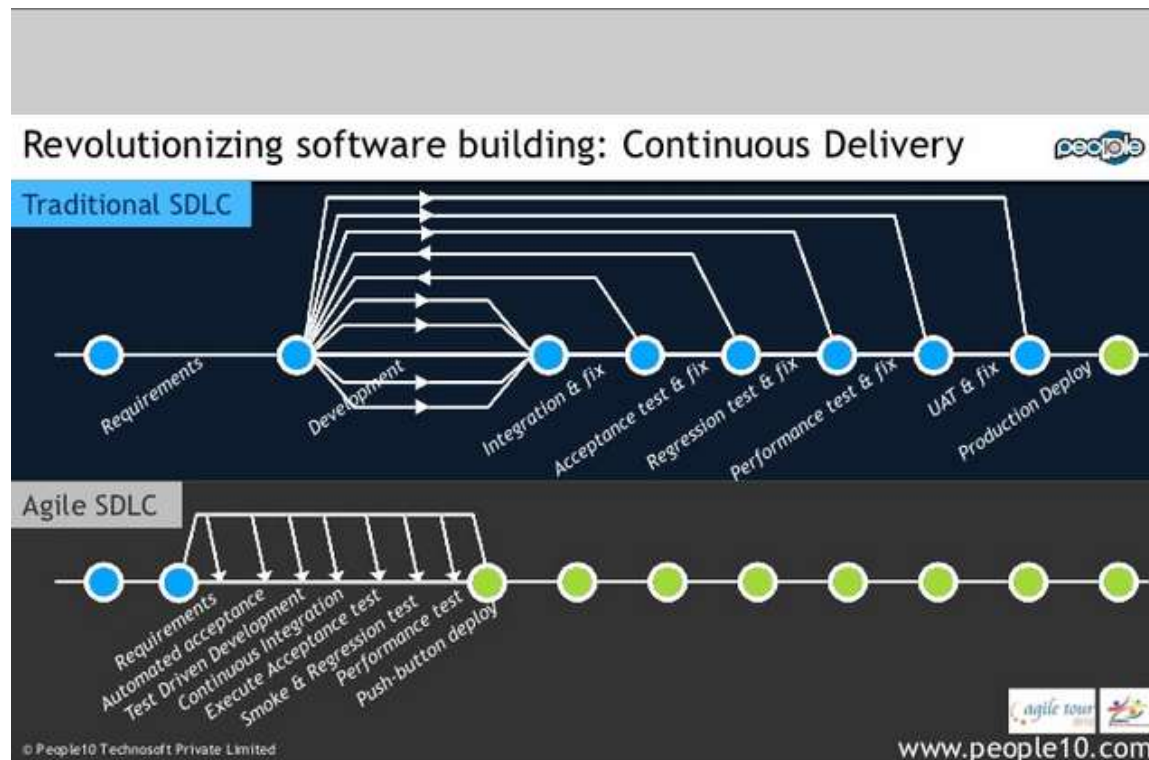 Revolutionizing software building: Continuous Delivery
people
Traditional SDLC
Requirements
Development
Integration & fix
Acceptance test & fix
Regression test & fix
Performance test & fix
UAT & fix
Production Deploy
Agile SDLC
Requirements
Automated acceptance
Test Driven Development
Continuous Integration
Execute Acceptance test
Smoke & Regression test
Performance test
Push-button deploy
agile tour
© People10 Technosoft Private Limited
www.people10.com